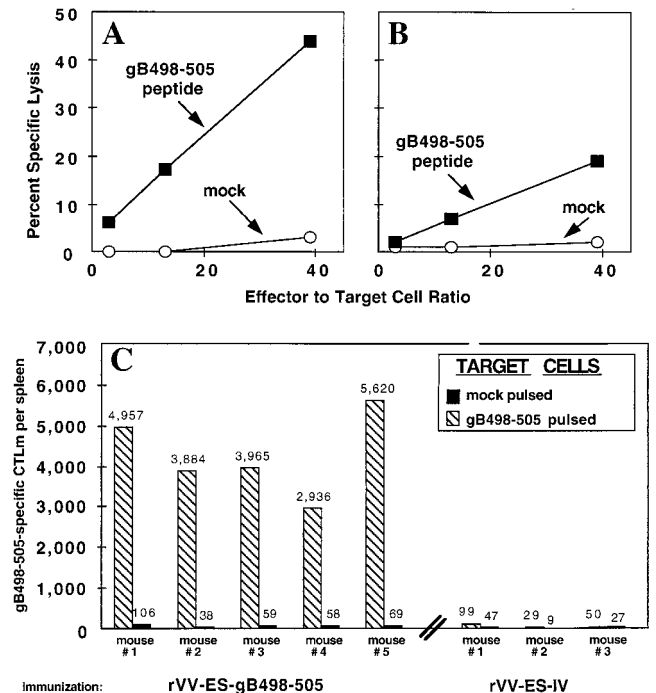 50
40
30
20
10
0
Percent Specific Lysis
A
gB498-505
peptide
mock
0 20 40
B
gB498-505
peptide
mock
0 20 40
Effector to Target Cell Ratio
C
7,000
6,000
5,000
4,000
3,000
2,000
1,000
0
gB498-505-specific CTLm per spleen
TARGET CELLS
mock pulsed
gB498-505 pulsed
4,957 106
3,884 38
3,965 59
2,936 58
5,620 69
99 47
29 9
50 27
mouse #1 mouse #2 mouse #3 mouse #4 mouse #5 mouse #1 mouse #2 mouse #3
Immunization: rVV-ES-gB498-505 rVV-ES-IV